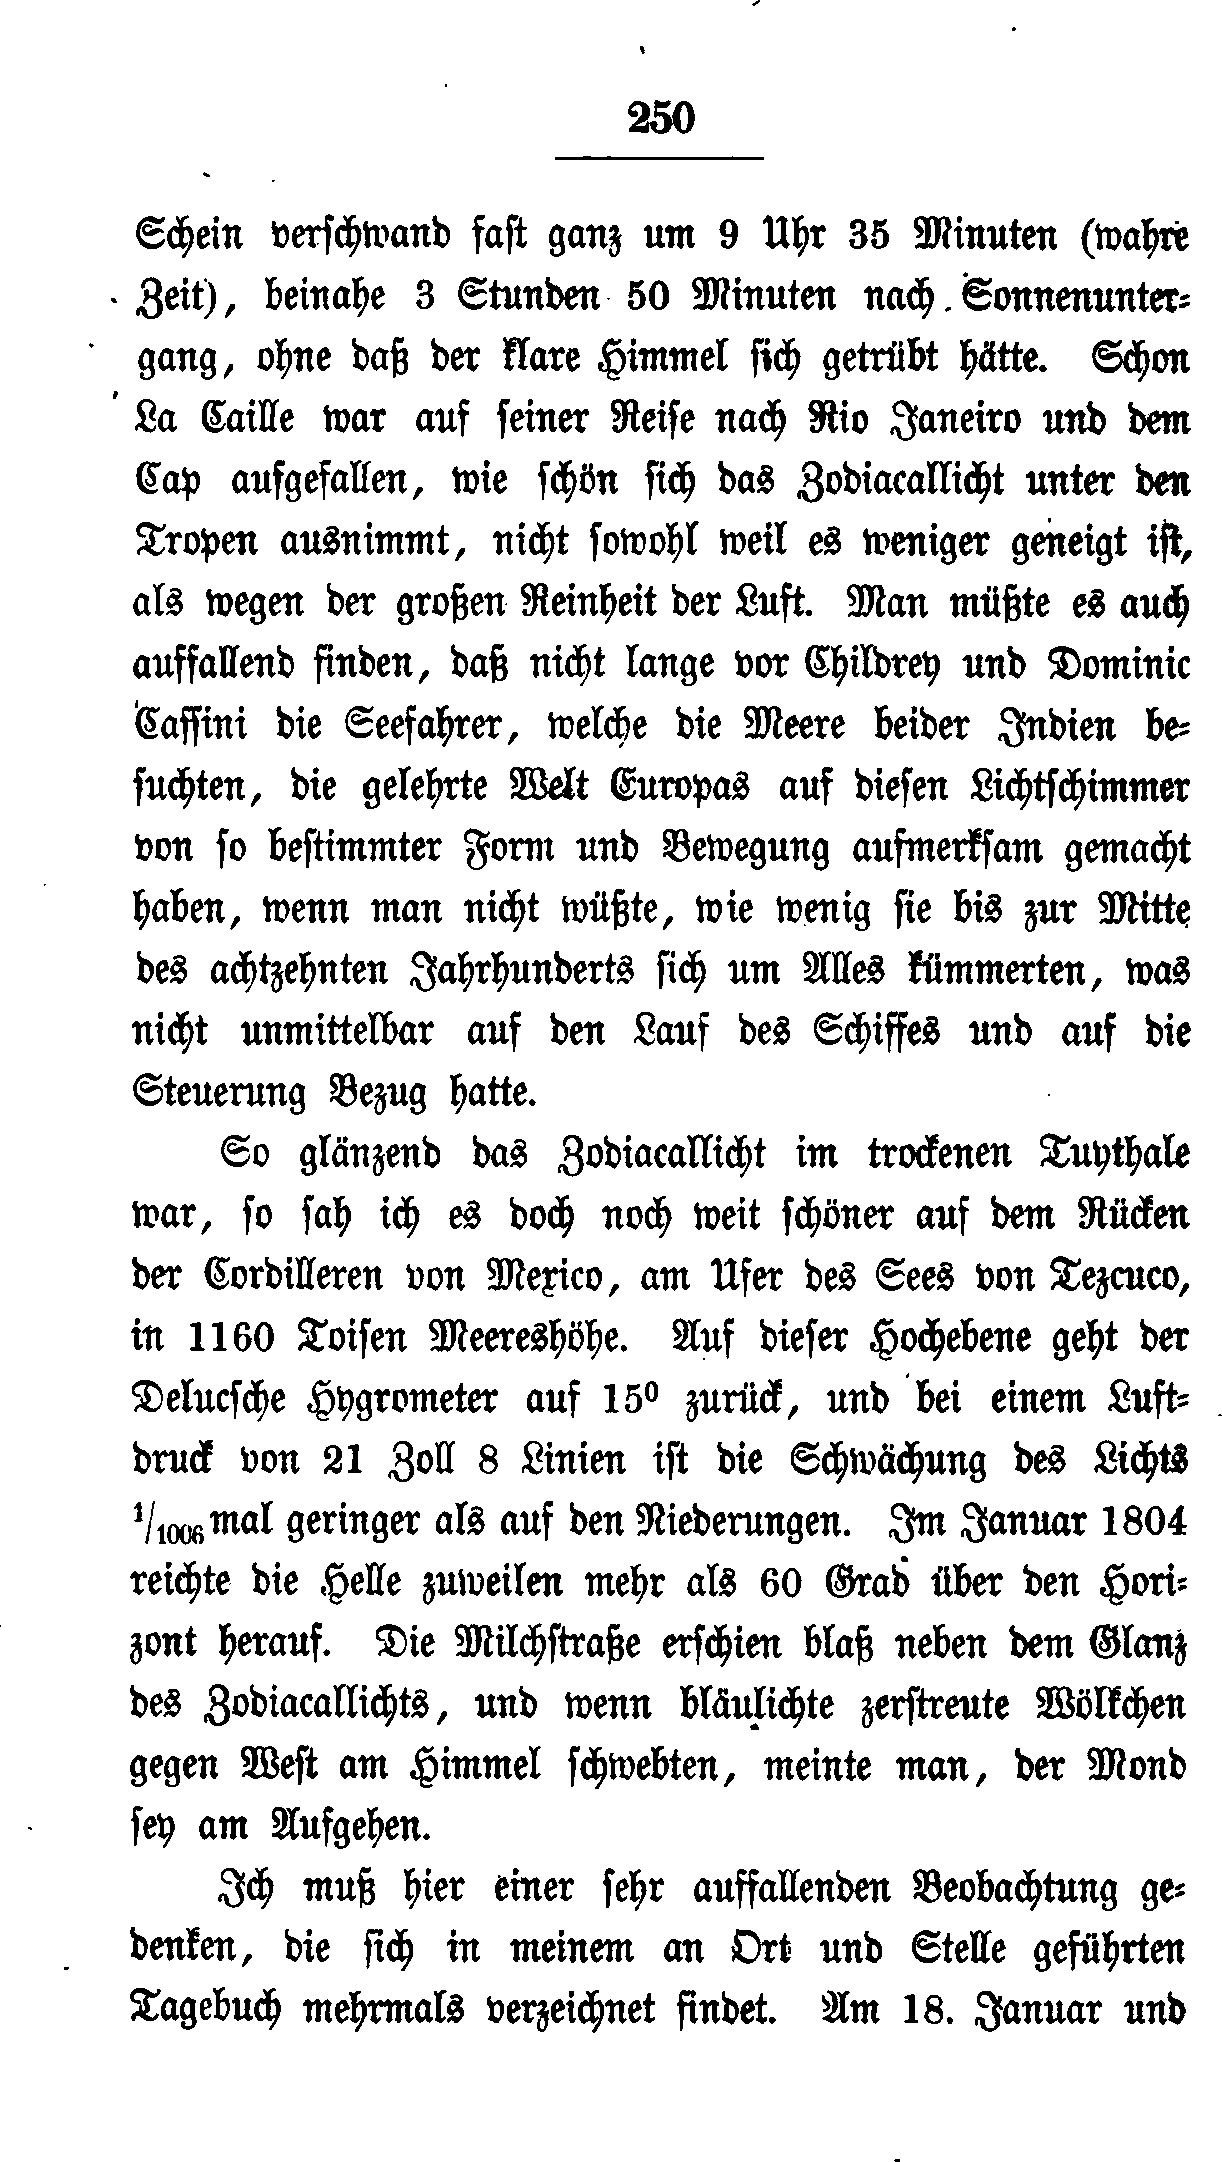 250
Schein verschwand fast ganz um 9 Uhr 35 Minuten (wahre
Zeit), beinahe 3 Stunden 50 Minuten nach Sonnenunter=
gang, ohne daß der klare Himmel sich getrübt hätte. Schon
La Caille war auf seiner Reise nach Rio Janeiro und dem
Cap aufgefallen, wie schön sich das Zodiacallicht unter den
Tropen ausnimmt, nicht sowohl weil es weniger geneigt ist,
als wegen der großen Reinheit der Luft. Man müßte es auch
auffallend finden, daß nicht lange vor Childrey und Dominic
Cassini die Seefahrer, welche die Meere beider Indien be=
suchten, die gelehrte Welt Europas auf diesen Lichtschimmer
von so bestimmter Form und Bewegung aufmerksam gemacht
haben, wenn man nicht wüßte, wie wenig sie bis zur Mitte
des achtzehnten Jahrhunderts sich um Alles kümmerten, was
nicht unmittelbar auf den Lauf des Schiffes und auf die
Steuerung Bezug hatte.
So glänzend das Zodiacallicht im trockenen Tuythale
war, so sah ich es doch noch weit schöner auf dem Rücken
der Cordilleren von Mexico, am Ufer des Sees von Tezcuco,
in 1160 Toisen Meereshöhe. Auf dieser Hochebene geht der
Delucsche Hygrometer auf 15⁰ zurück, und bei einem Luft=
druck von 21 Zoll 8 Linien ist die Schwächung des Lichts
¹/₁₀₀₆ mal geringer als auf den Niederungen. Im Januar 1804
reichte die Helle zuweilen mehr als 60 Grad über den Hori=
zont herauf. Die Milchstraße erschien blaß neben dem Glanz
des Zodiacallichts, und wenn bläulichte zerstreute Wölkchen
gegen West am Himmel schwebten, meinte man, der Mond
sey am Aufgehen.
Ich muß hier einer sehr auffallenden Beobachtung ge=
denken, die sich in meinem an Ort und Stelle geführten
Tagebuch mehrmals verzeichnet findet. Am 18. Januar und